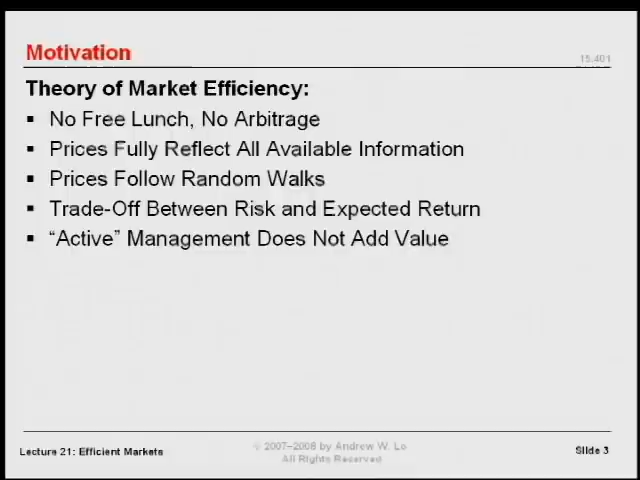 Motivation
15.401
Theory of Market Efficiency:
▪ No Free Lunch, No Arbitrage
▪ Prices Fully Reflect All Available Information
▪ Prices Follow Random Walks
▪ Trade-Off Between Risk and Expected Return
▪ “Active” Management Does Not Add Value
Lecture 21: Efficient Markets
© 2007–2008 by Andrew W. Lo
All Rights Reserved
Slide 3